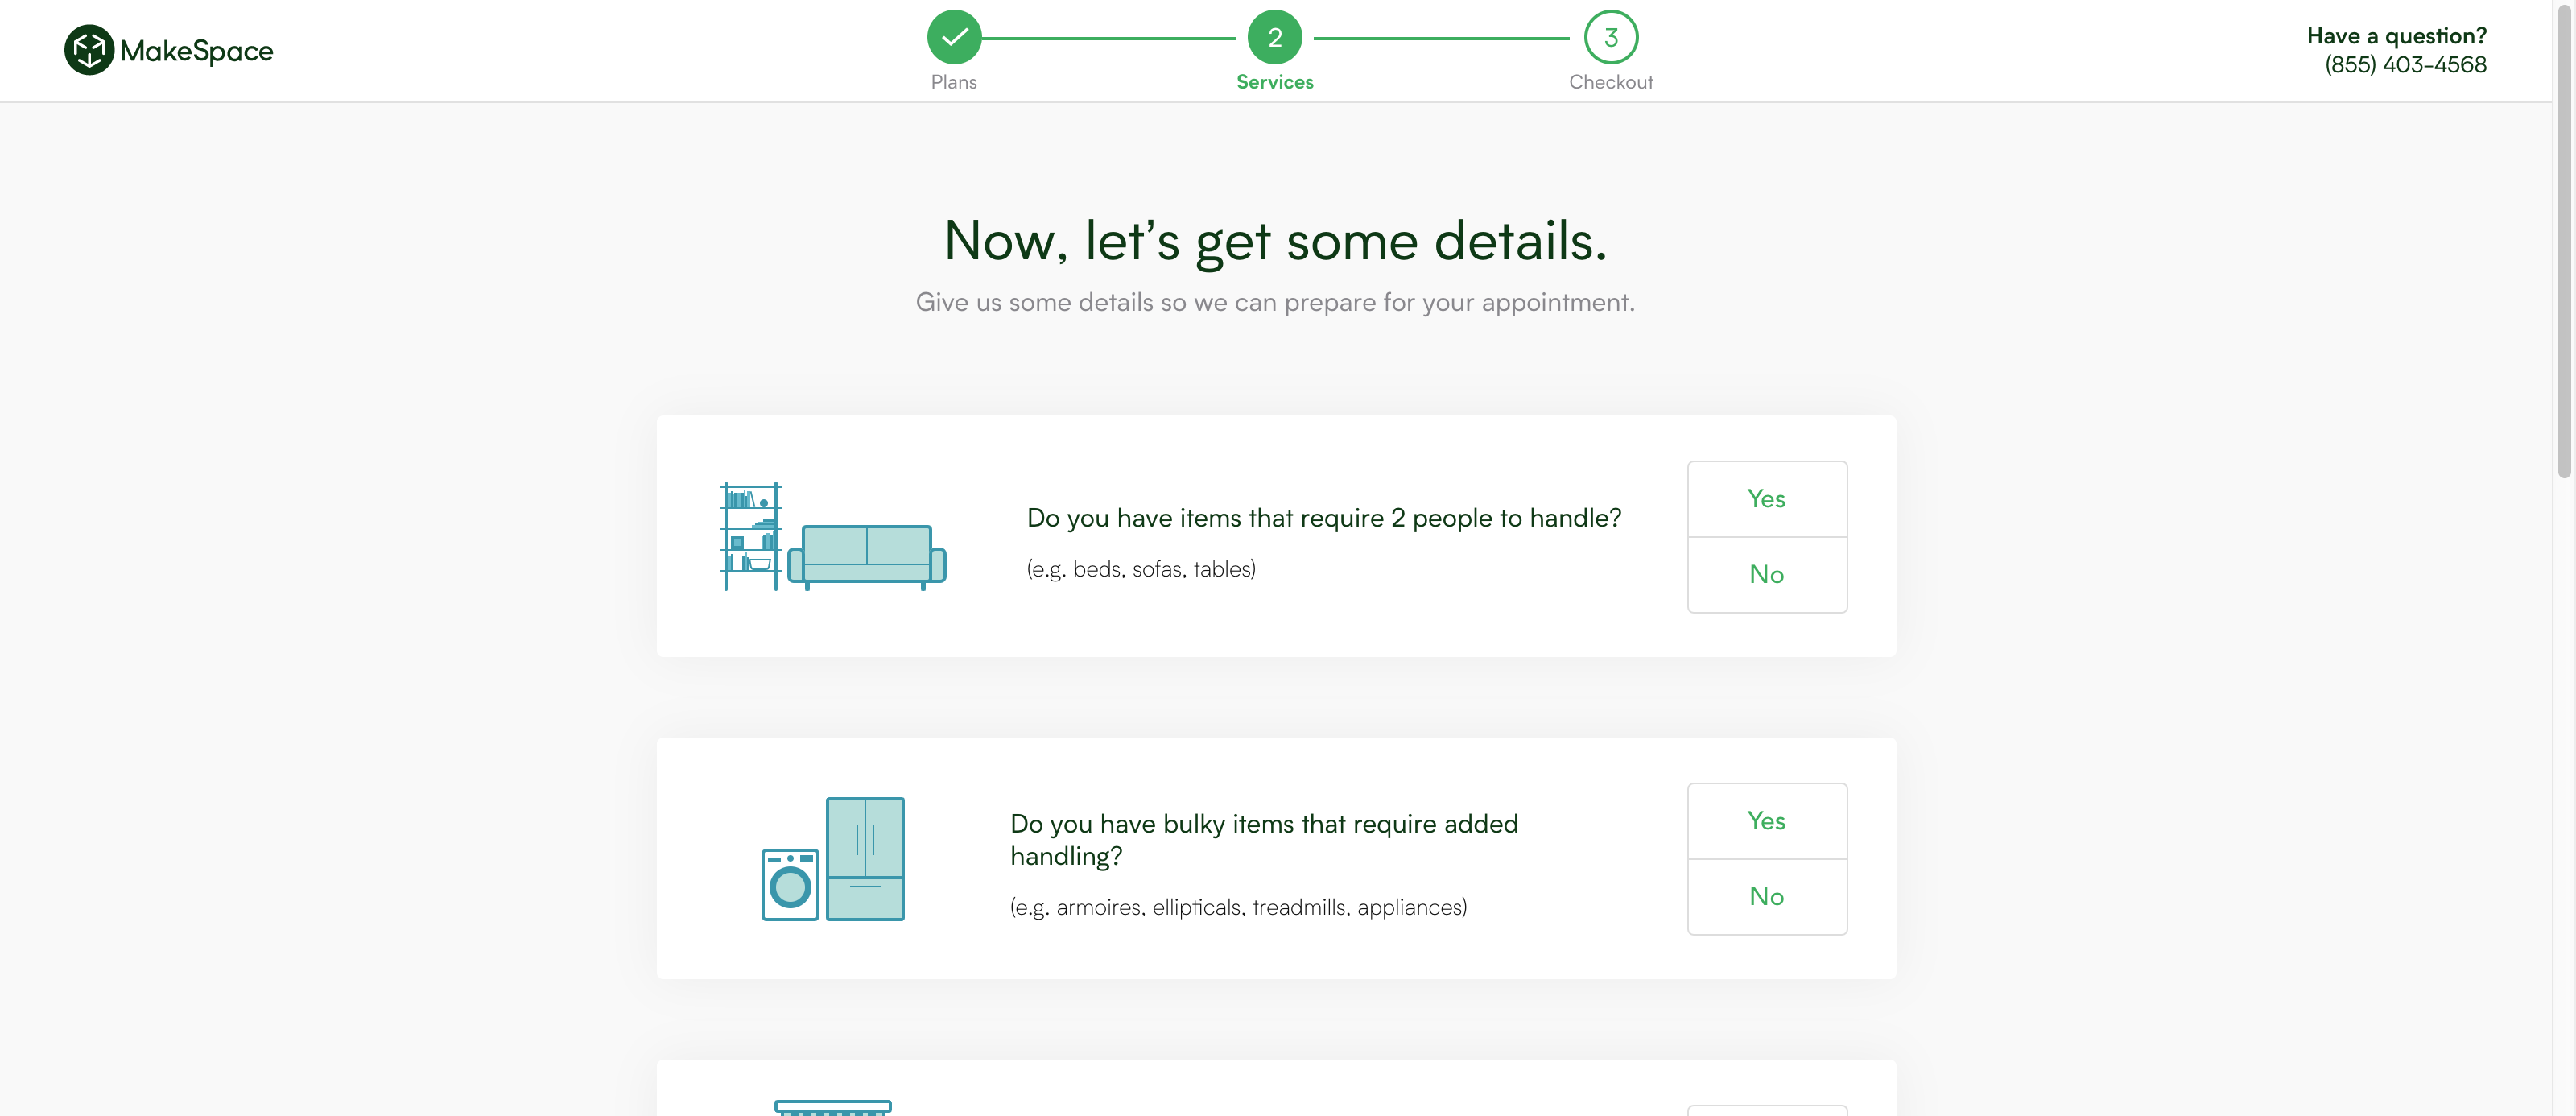 MakeSpace
Plans
2
Services
3
Checkout
Have a question?
(855) 403-4568
Now, let's get some details.
Give us some details so we can prepare for your appointment.
Do you have items that require 2 people to handle?
(e.g. beds, sofas, tables)
Yes
No
Do you have bulky items that require added
handling?
(e.g. armoires, ellipticals, treadmills, appliances)
Yes
No